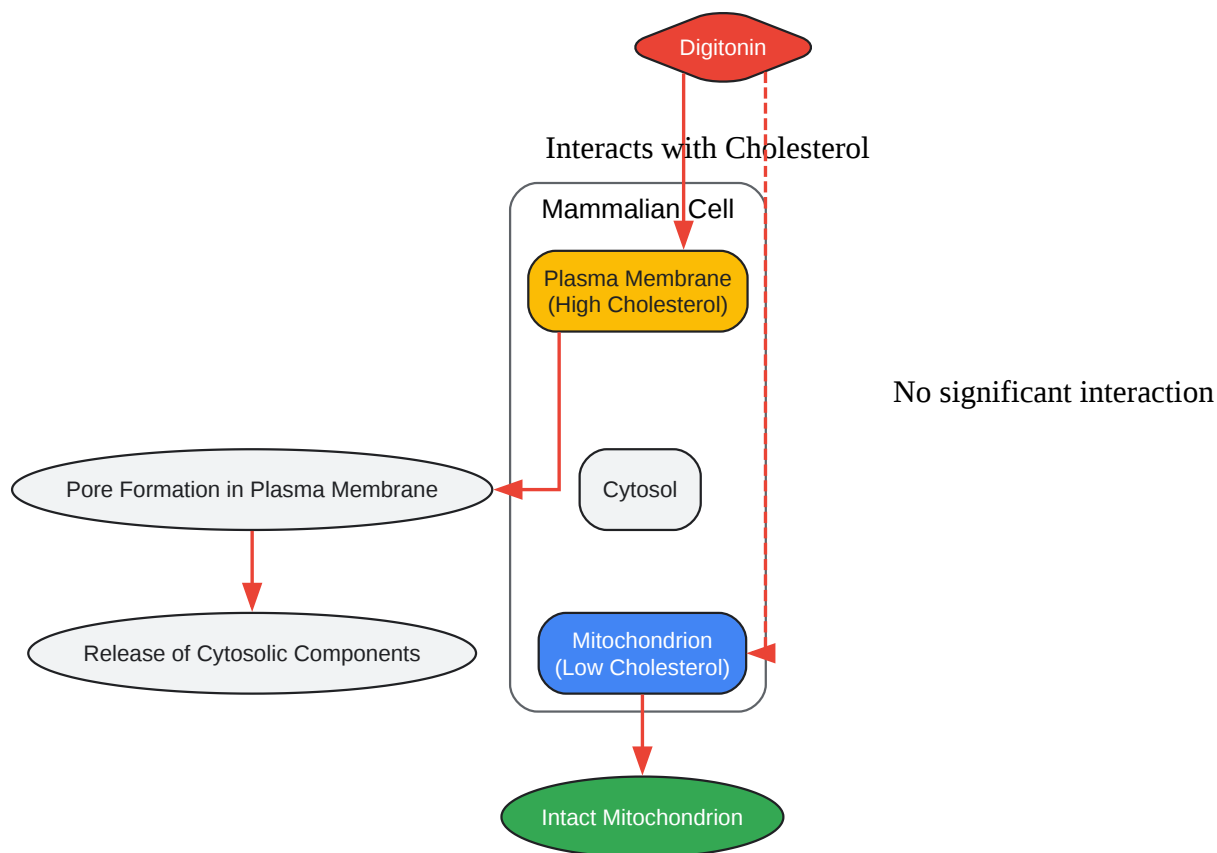 Digitonin
Interacts with Cholesterol
Mammalian Cell
Plasma Membrane
(High Cholesterol)
No significant interaction
Pore Formation in Plasma Membrane
Cytosol
Release of Cytosolic Components
Mitochondrion
(Low Cholesterol)
Intact Mitochondrion